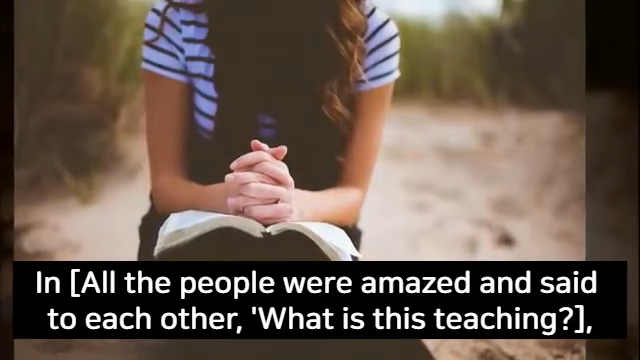 In [All the people were amazed and said
to each other, 'What is this teaching?],